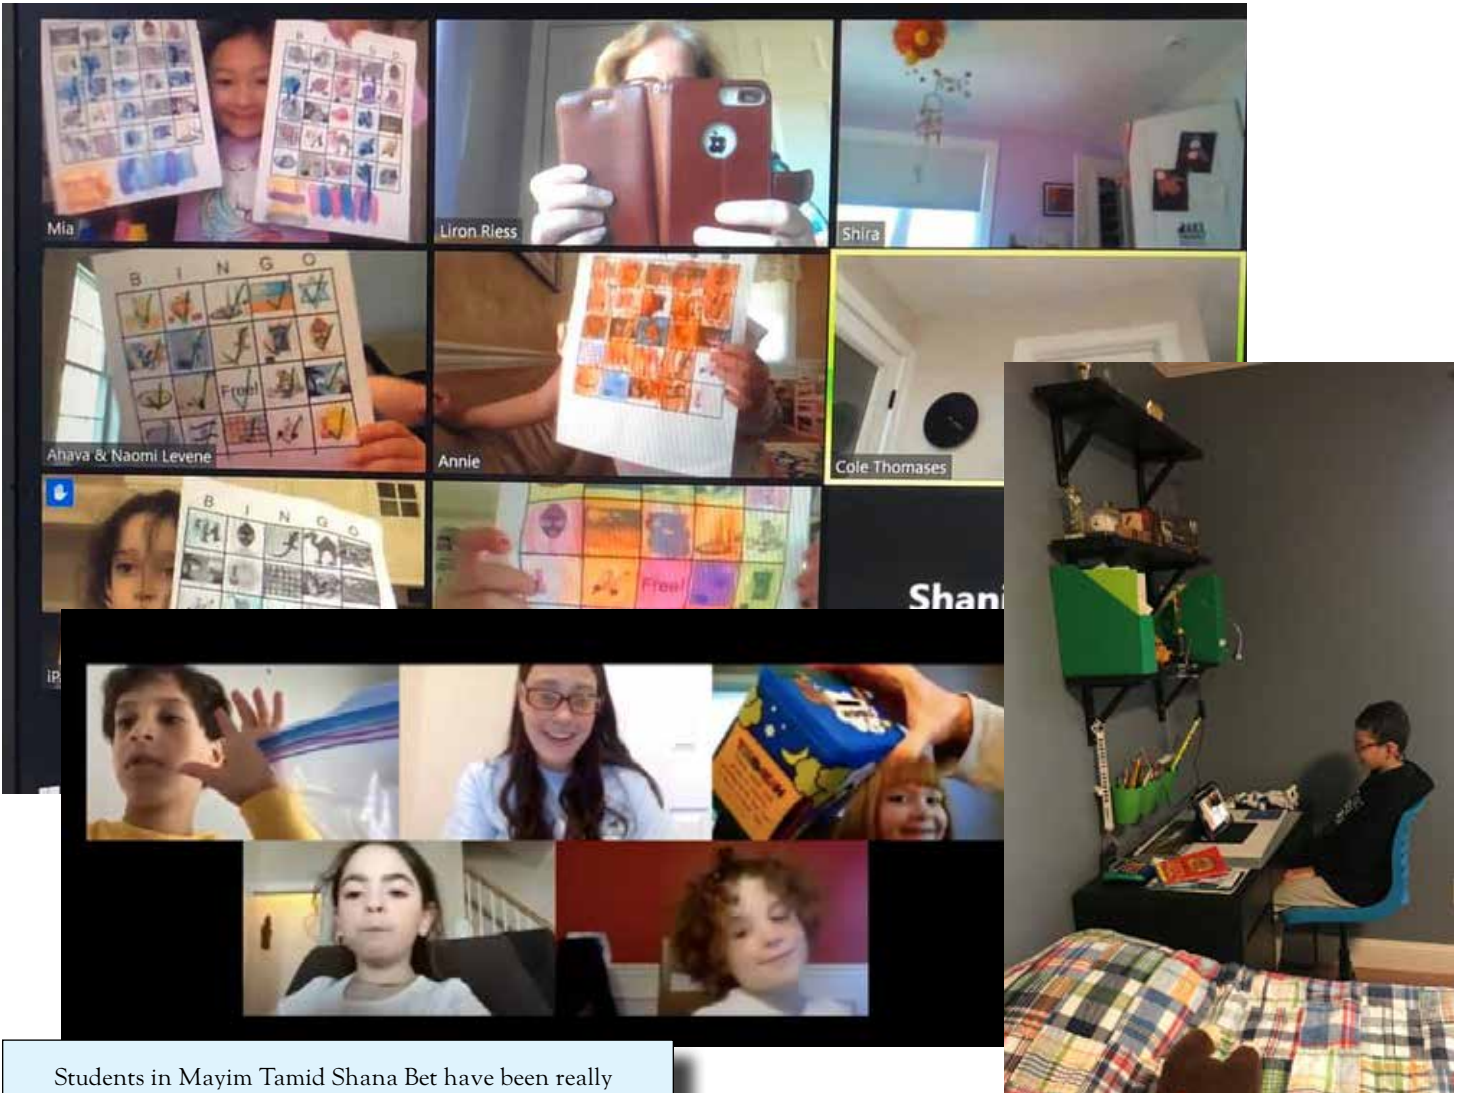 B I N G O
Mia
Liron Riess
Shira
B I N G O
Free!
Ahava & Naomi Levene
Annie
Cole Thomases
B I N G O
Free!
Shani
Students in Mayim Tamid Shana Bet have been really